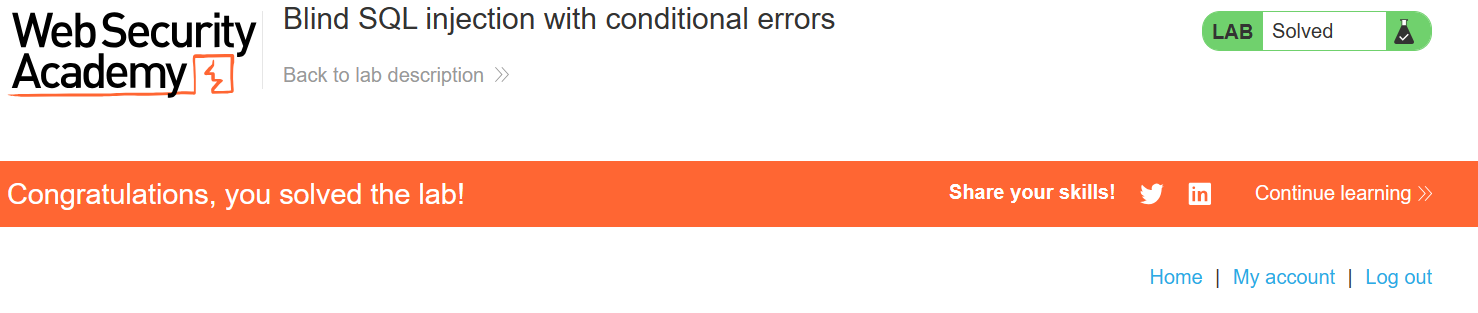 Web Security
Academy
Blind SQL injection with conditional errors
Back to lab description
LAB Solved
Congratulations, you solved the lab!
Share your skills!
in
Continue learning
Home | My account | Log out